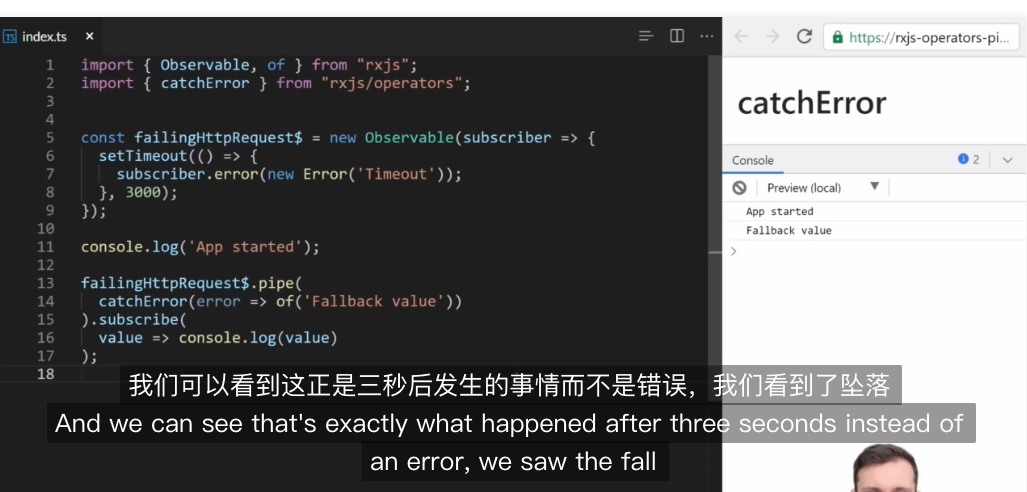 TS index.ts ×
1 import { Observable, of } from "rxjs";
2 import { catchError } from "rxjs/operators";
3
4
5 const failingHttpRequest$ = new Observable(subscriber => {
6 setTimeout(() => {
7 subscriber.error(new Error('Timeout'));
8 }, 3000);
9 });
10
11 console.log('App started');
12
13 failingHttpRequest$.pipe(
14 catchError(error => of('Fallback value'))
15 ).subscribe(
16 value => console.log(value)
17 );
18
https://rxjs-operators-pi...
catchError
Console 2
Preview (local)
App started
Fallback value
我们可以看到这正是三秒后发生的事情而不是错误，我们看到了坠落
And we can see that's exactly what happened after three seconds instead of
an error, we saw the fall